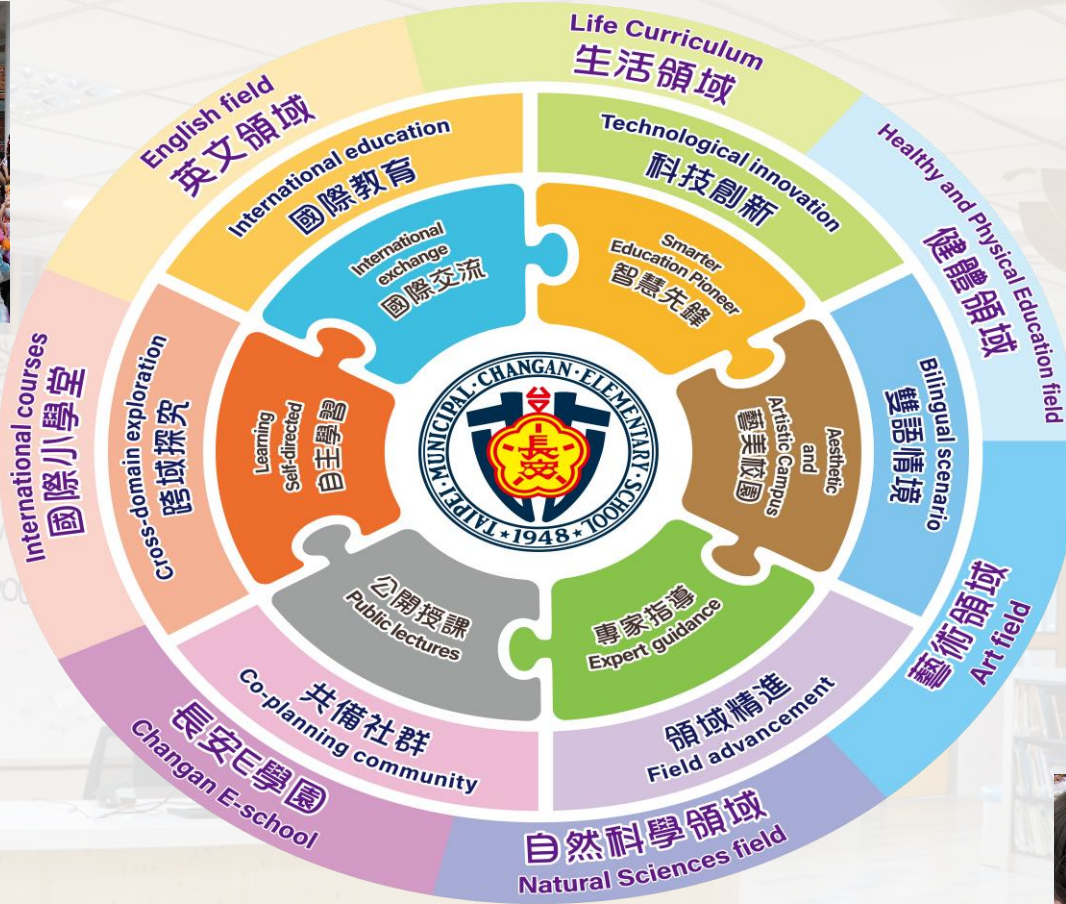 Life Curriculum
生活領域
Healthy and Physical Education field
健體領域
藝術領域
Art field
自然科學領域
Natural Sciences field
長安E學園
Changan E-school
International courses
國際小學堂
English field
英文領域
Technological innovation
科技創新
Bilingual scenario
雙語情境
領域精進
Field advancement
共備社群
Co-planning community
Cross-domain exploration
跨域探究
International education
國際教育
Smarter
Education Pioneer
智慧先鋒
Aesthetic
and
Artistic Campus
藝美校園
專家指導
Expert guidance
公開授課
Public lectures
Learning
Self-directed
自主學習
International
exchange
國際交流
TAIPEI·MUNICIPAL·CHANGAN·ELEMENTARY·SCHOOL
★1948★
長安